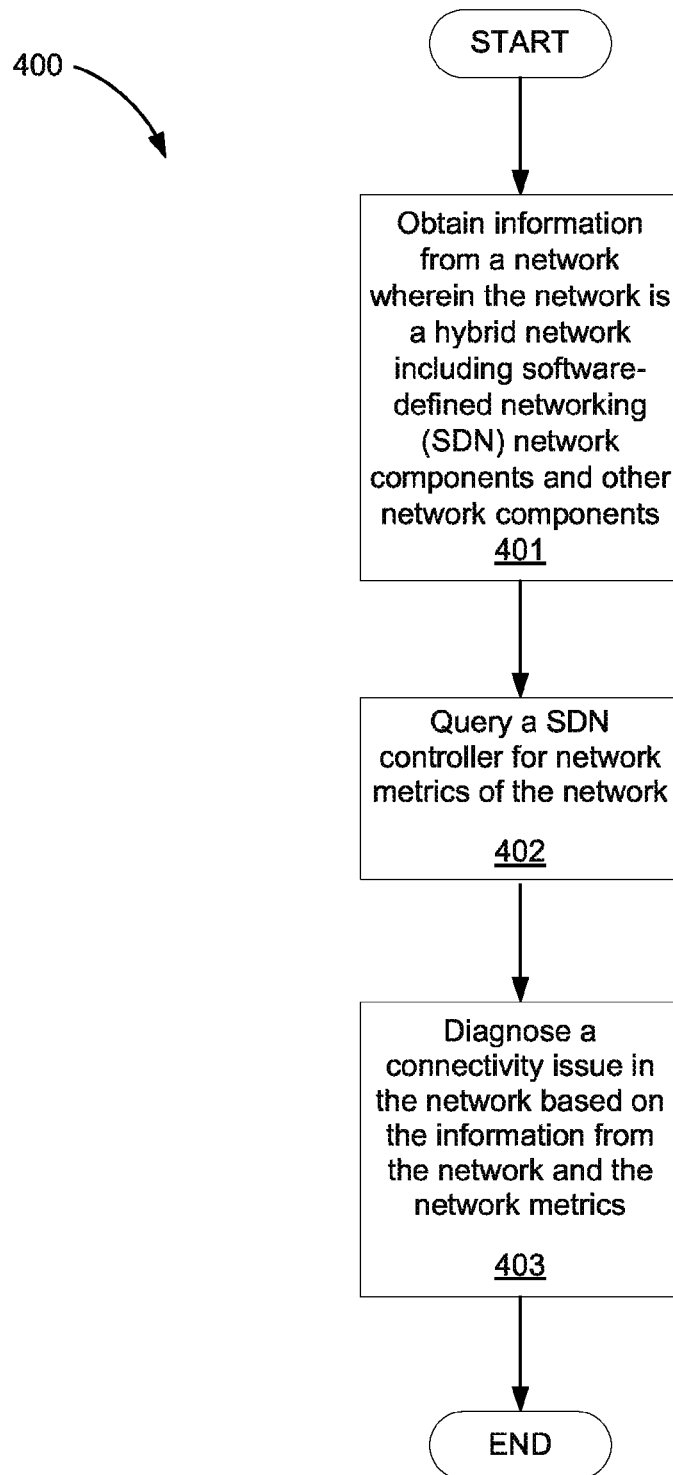 START
400
Obtain information
from a network
wherein the network is
a hybrid network
including software-
defined networking
(SDN) network
components and other
network components
401
Query a SDN
controller for network
metrics of the network
402
Diagnose a
connectivity issue in
the network based on
the information from
the network and the
network metrics
403
END